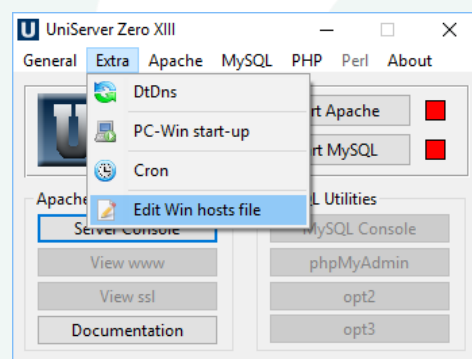 UniServer Zero XIII
General Extra Apache MySQL PHP Perl About
DtDns
PC-Win start-up
Cron
Edit Win hosts file
rt Apache
rt MySQL
Apache
L Utilities
Server Console
MySQL Console
View www
phpMyAdmin
View ssl
opt2
Documentation
opt3